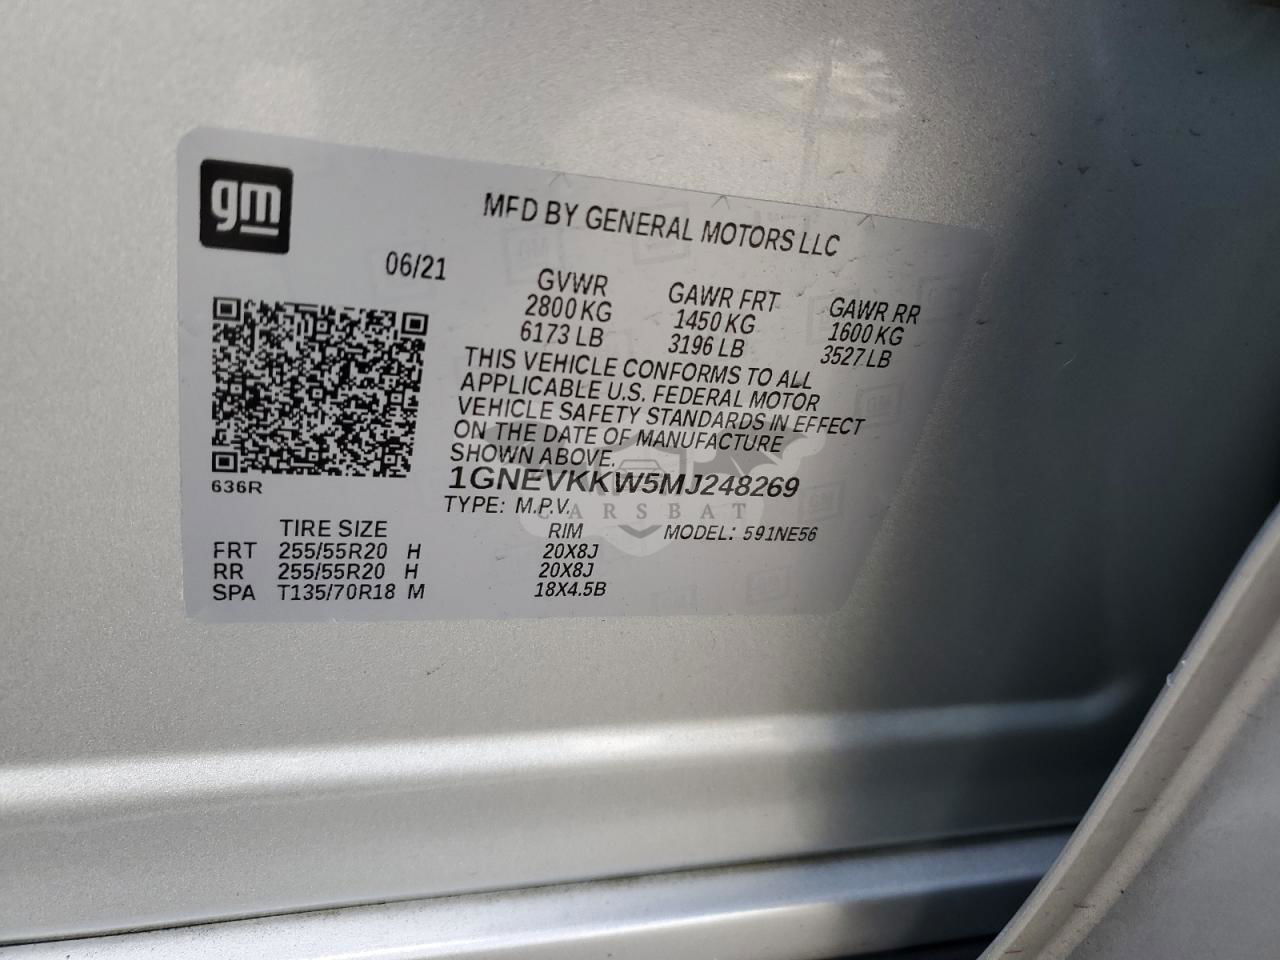 gm
MFD BY GENERAL MOTORS LLC
06/21
GVWR GAWR FRT GAWR RR
2800 KG 1450 KG 1600 KG
6173 LB 3196 LB 3527 LB
THIS VEHICLE CONFORMS TO ALL
APPLICABLE U.S. FEDERAL MOTOR
VEHICLE SAFETY STANDARDS IN EFFECT
ON THE DATE OF MANUFACTURE
SHOWN ABOVE.
636R
1GNEVKKW5MJ248269
TYPE: M.P.V.
CARSBAT
TIRE SIZE RIM MODEL: 591NE56
FRT 255/55R20 H 20X8J
RR 255/55R20 H 20X8J
SPA T135/70R18 M 18X4.5B